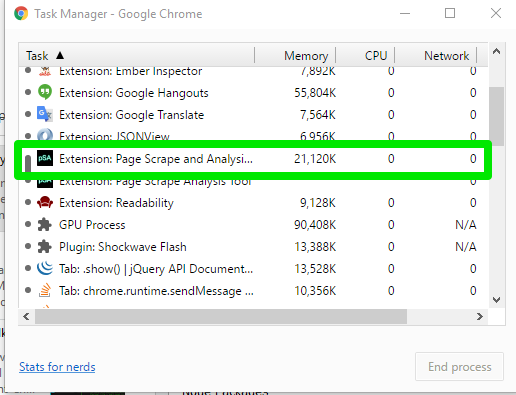 Task Manager - Google Chrome
Task ▲ Memory CPU Network
Extension: Ember Inspector 7,892K 0 0
Extension: Google Hangouts 55,804K 0 0
Extension: Google Translate 7,564K 0 0
Extension: JSONView 6,956K 0 0
pSA Extension: Page Scrape and Analysi... 21,120K 0 0
Extension: Page Scrape Analysis Tool
Extension: Readability 9,128K 0 0
GPU Process 90,408K 0 N/A
Plugin: Shockwave Flash 13,388K 0 N/A
Tab: .show() | jQuery API Document... 13,528K 0 0
Tab: chrome.runtime.sendMessage ... 10,356K 0 0
Stats for nerds
End process
Node Packages